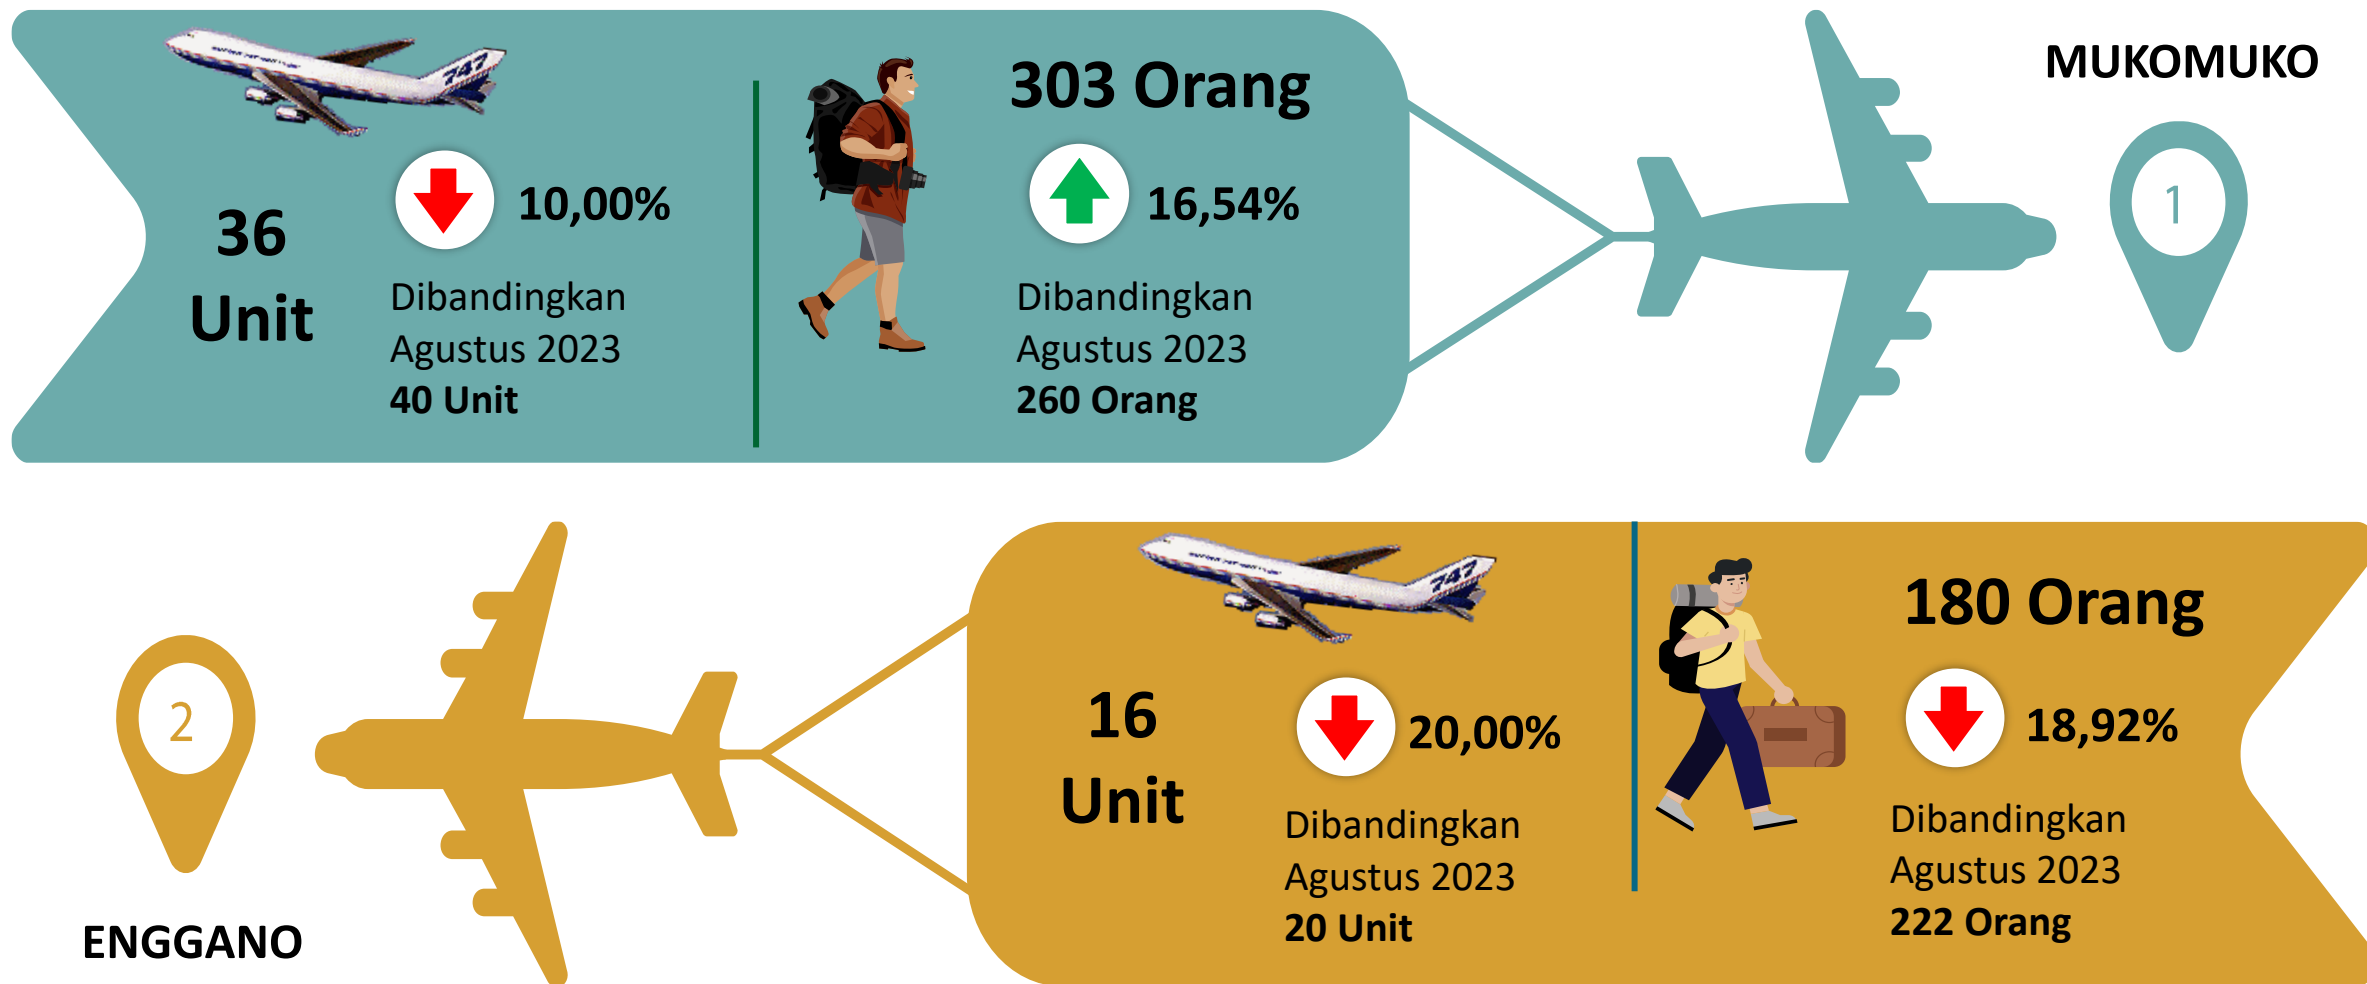 MUKOMUKO
1
747
36
Unit
10,00%
Dibandingkan
Agustus 2023
40 Unit
303 Orang
16,54%
Dibandingkan
Agustus 2023
260 Orang
2
ENGGANO
747
16
Unit
20,00%
Dibandingkan
Agustus 2023
20 Unit
180 Orang
18,92%
Dibandingkan
Agustus 2023
222 Orang